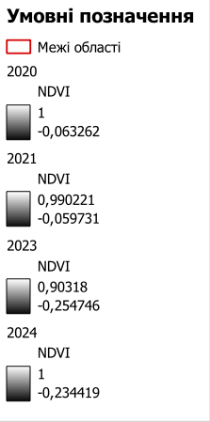 Умовні позначення
Межі області
2020
NDVI
1
-0,063262
2021
NDVI
0,990221
-0,059731
2023
NDVI
0,90318
-0,254746
2024
NDVI
1
-0,234419